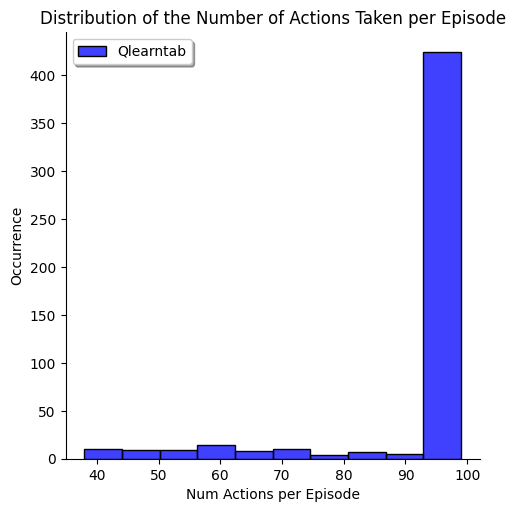 Distribution of the Number of Actions Taken per Episode
Qlearntab
400
350
300
250
200
150
100
50
0
Occurrence
40 50 60 70 80 90 100
Num Actions per Episode